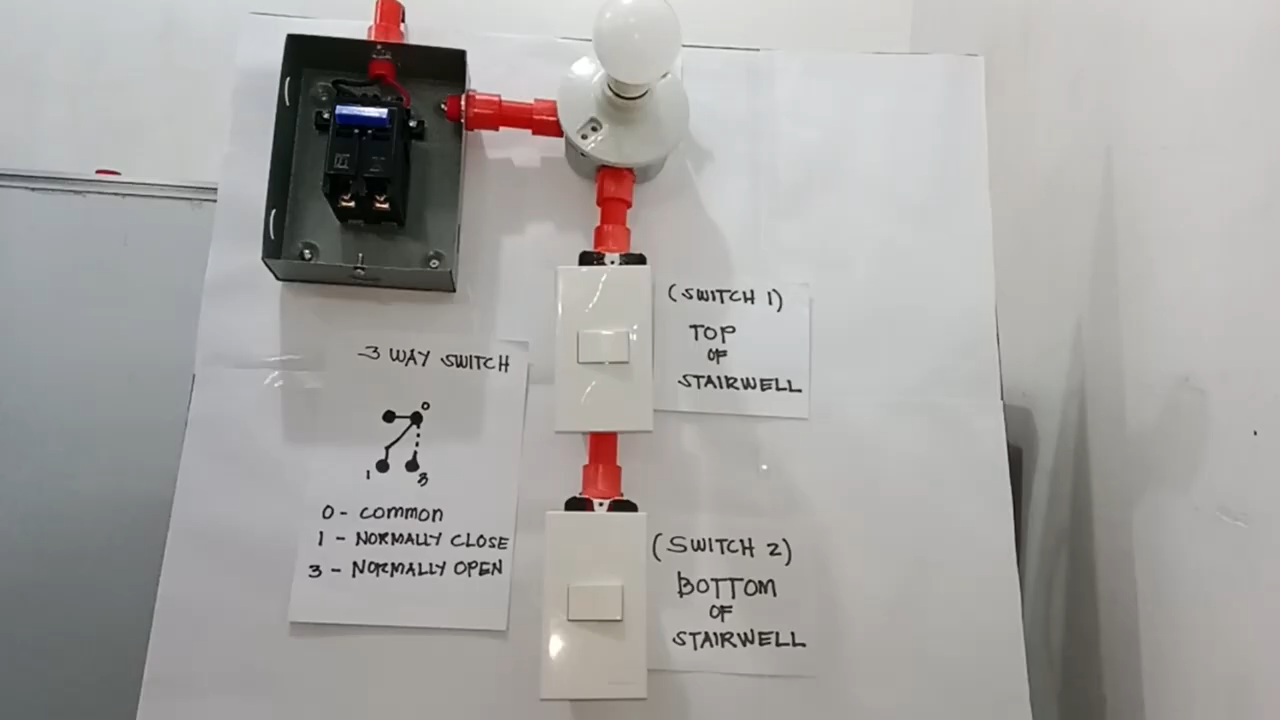 (SWITCH 1)
TOP
OF
STAIRWELL
3 WAY SWITCH
0
1
3
0 - COMMON
1 - NORMALLY CLOSE
3 - NORMALLY OPEN
(SWITCH 2)
BOTTOM
OF
STAIRWELL